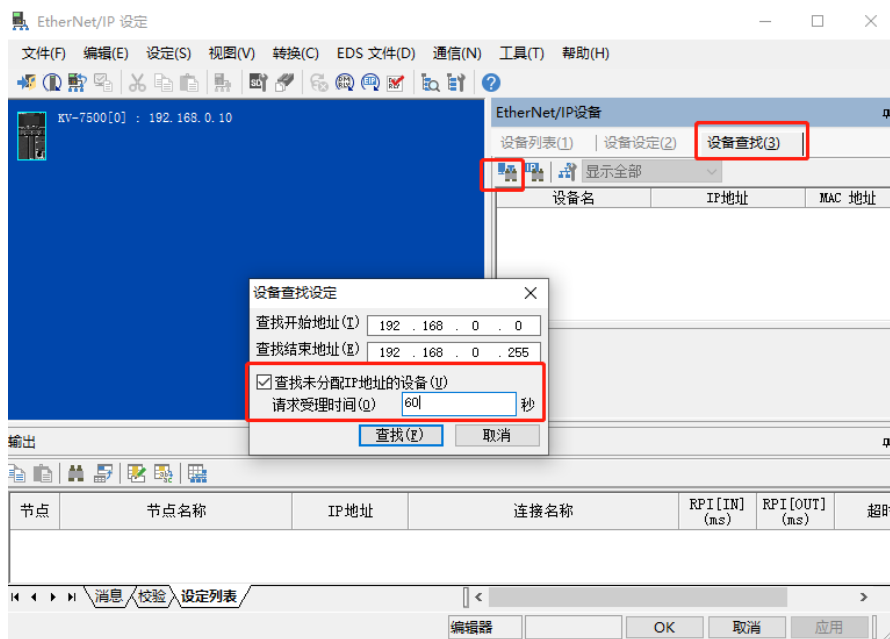 EtherNet/IP 设定
文件(F) 编辑(E) 设定(S) 视图(V) 转换(C) EDS 文件(D) 通信(N) 工具(T) 帮助(H)
KV-7500[0] : 192.168.0.10
EtherNet/IP设备
设备列表(1) 设备设定(2) 设备查找(3)
显示全部
设备名 IP地址 MAC 地址
设备查找设定
查找开始地址(I) 192 . 168 . 0 . 0
查找结束地址(E) 192 . 168 . 0 . 255
查找未分配IP地址的设备(U)
请求受理时间(O) 60 秒
查找(F) 取消
输出
节点 节点名称 IP地址 连接名称 RPI[IN] (ms) RPI[OUT] (ms)
消息 校验 设定列表
编辑器 OK 取消 应用